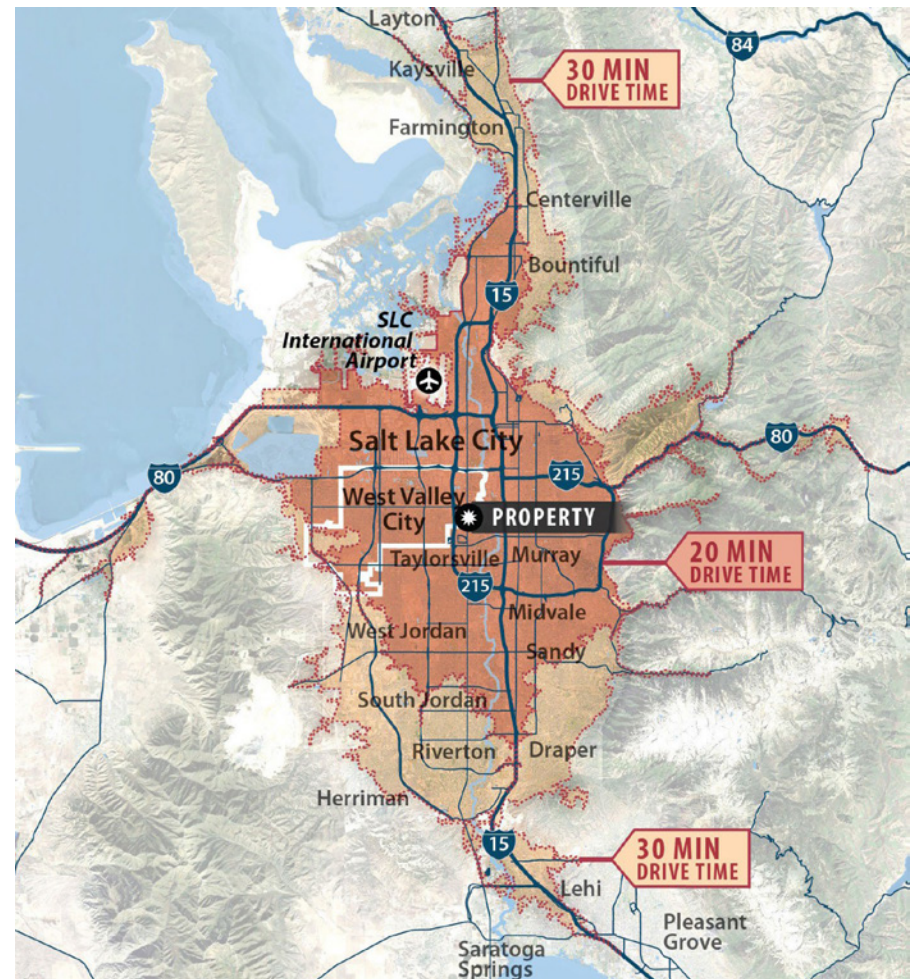 Layton
84
Kaysville
30 MIN
DRIVE TIME
Farmington
Centerville
Bountiful
15
SLC
International
Airport
Salt Lake City
80
215
80
West Valley
City
PROPERTY
Taylorsville
Murray
20 MIN
DRIVE TIME
215
Midvale
West Jordan
Sandy
South Jordan
Riverton
Draper
Herriman
15
30 MIN
DRIVE TIME
Lehi
Pleasant
Grove
Saratoga
Springs